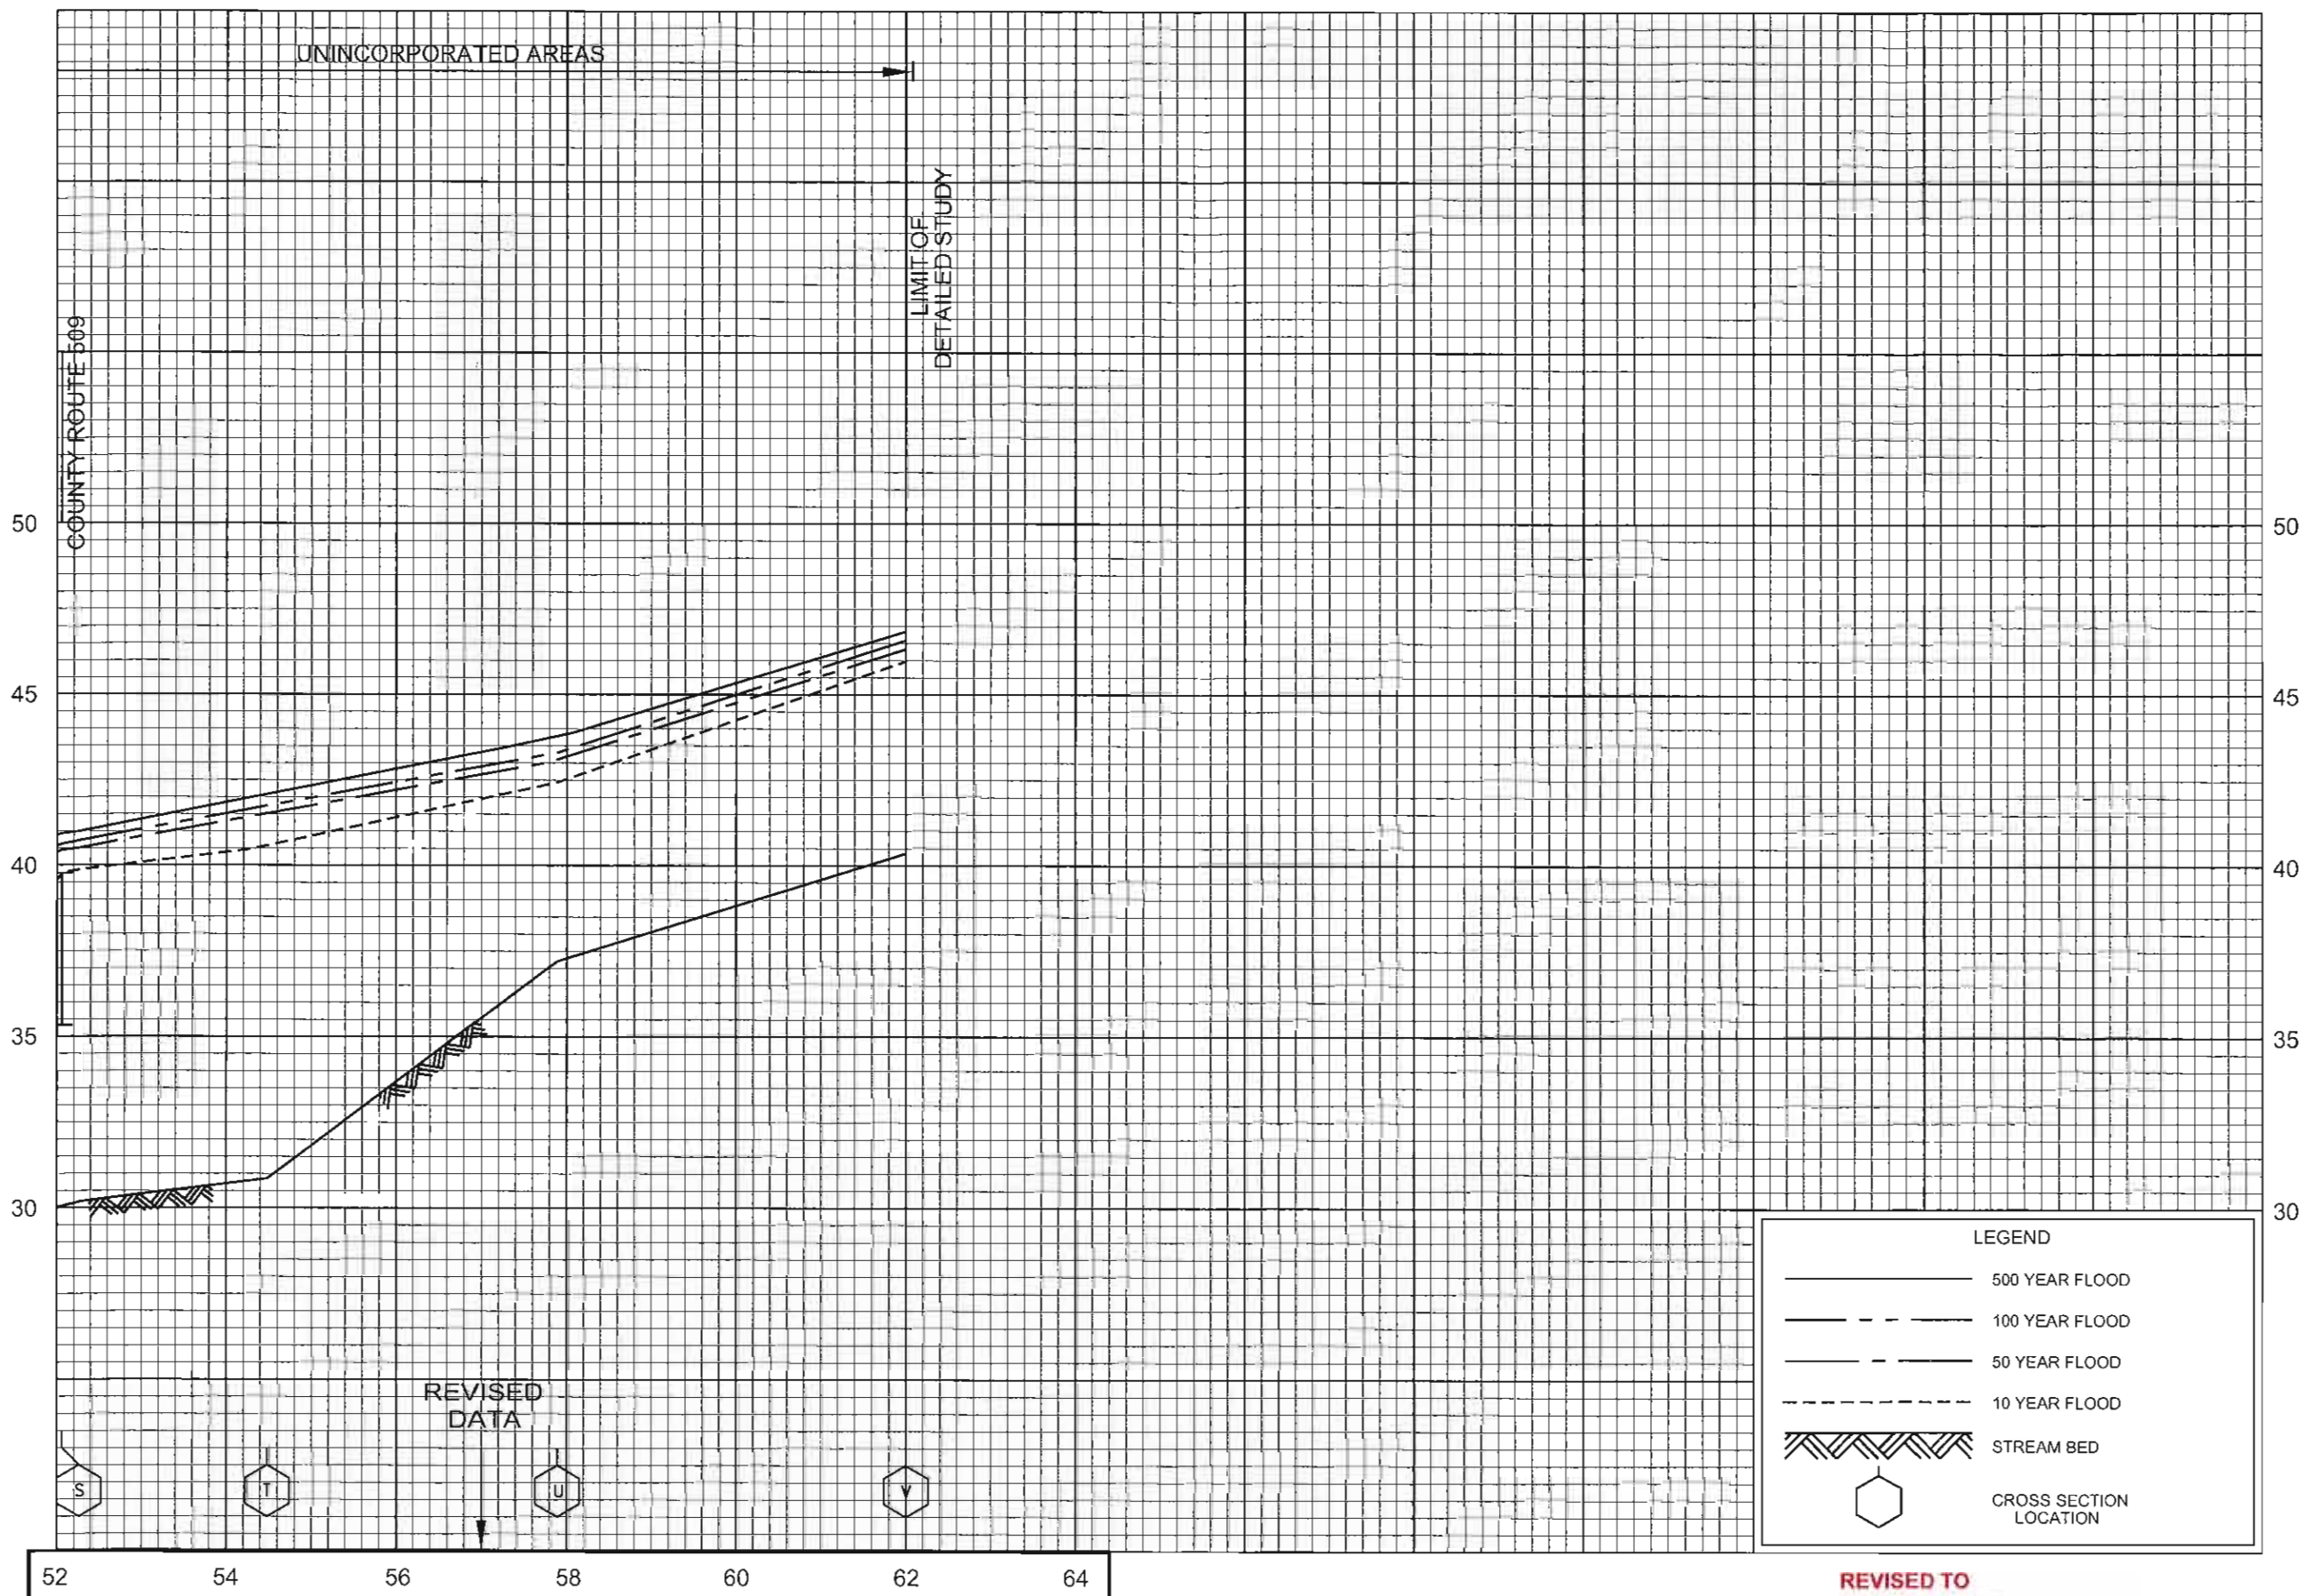 UNINCORPORATED AREAS
COUNTY ROUTE 509
LIMIT OF
DETAILED STUDY
50
50
45
45
40
40
35
35
30
30
REVISED
DATA
S
T
U
V
LEGEND
500 YEAR FLOOD
100 YEAR FLOOD
50 YEAR FLOOD
10 YEAR FLOOD
STREAM BED
CROSS SECTION
LOCATION
52
54
56
58
60
62
64
REVISED TO